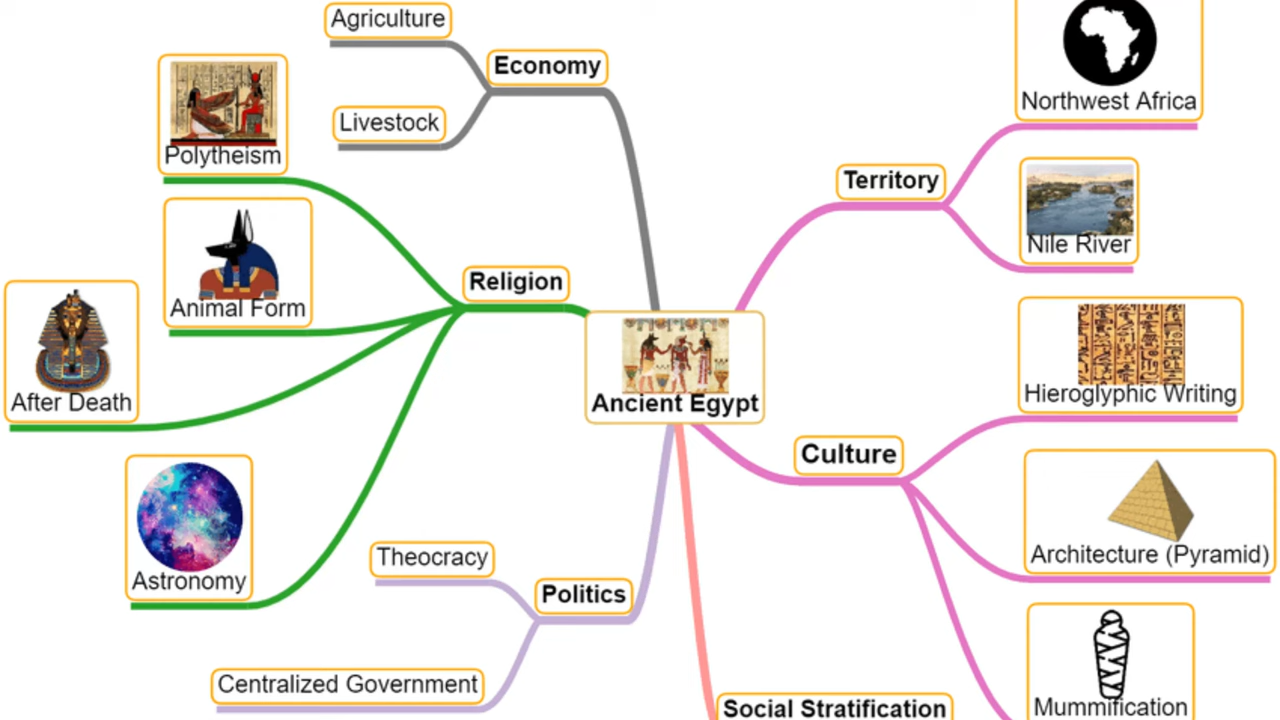 Agriculture
Economy
Livestock
Polytheism
Animal Form
Religion
After Death
Astronomy
Theocracy
Politics
Centralized Government
Ancient Egypt
Northwest Africa
Territory
Nile River
Hieroglyphic Writing
Culture
Architecture (Pyramid)
Mummification
Social Stratification